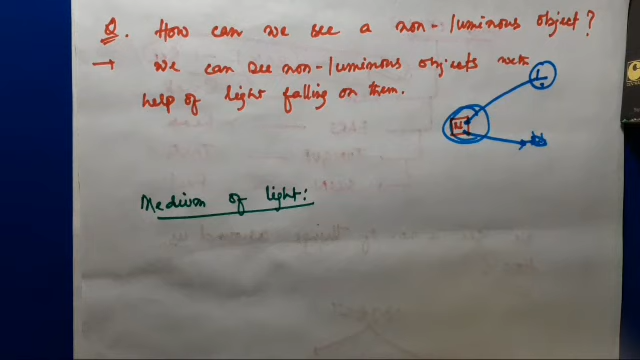 Q. How can we see a non-luminous object?
→ We can see non-luminous objects with
help of light falling on them.
L
NL
Medium of light: